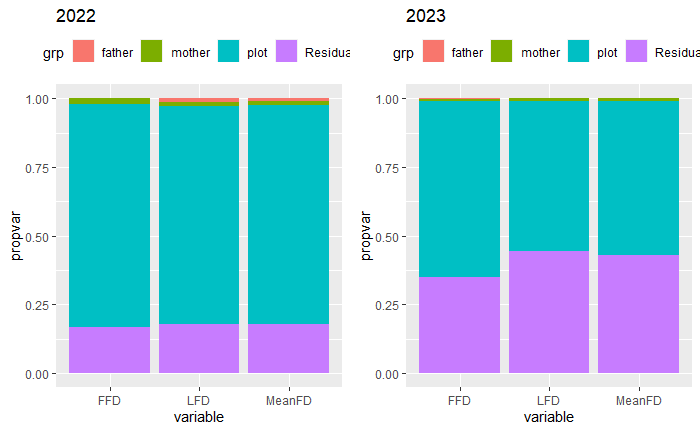 2022
grp father mother plot Residua
1.00
0.75
0.50
0.25
0.00
propvar
FFD LFD MeanFD
variable
2023
grp father mother plot Residua
1.00
0.75
0.50
0.25
0.00
propvar
FFD LFD MeanFD
variable